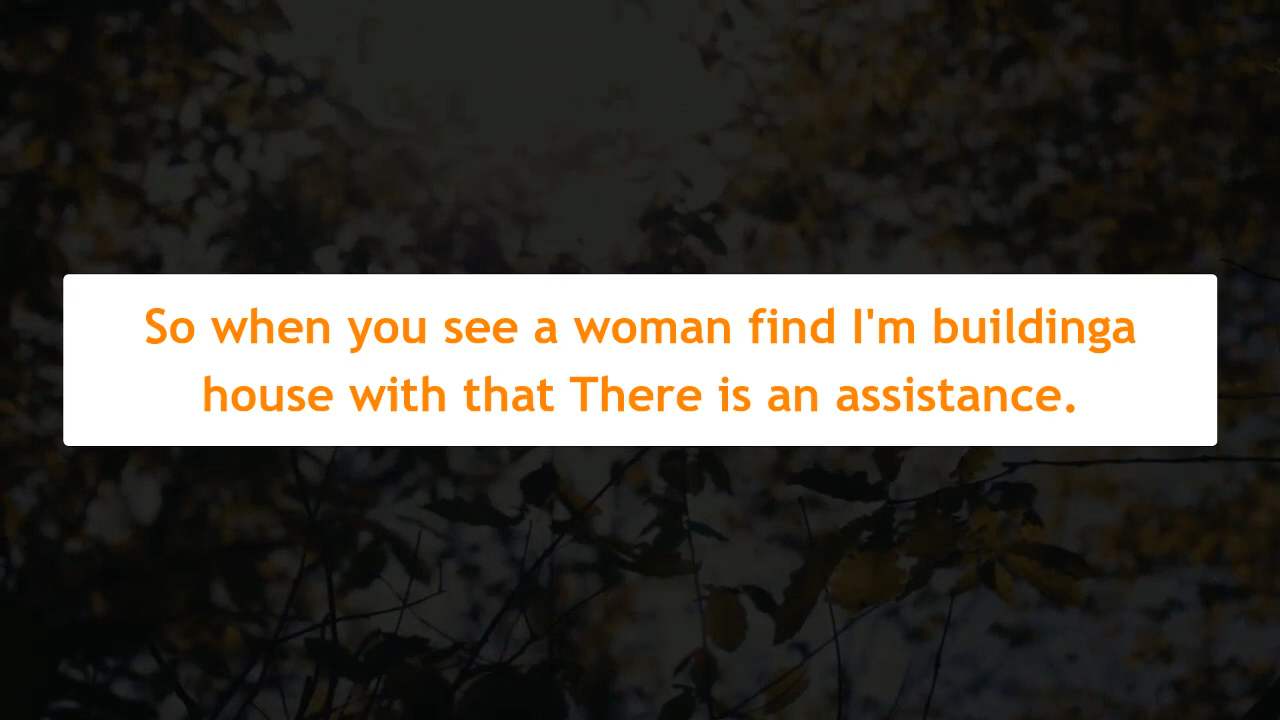 So when you see a woman find I'm buildinga
house with that There is an assistance.